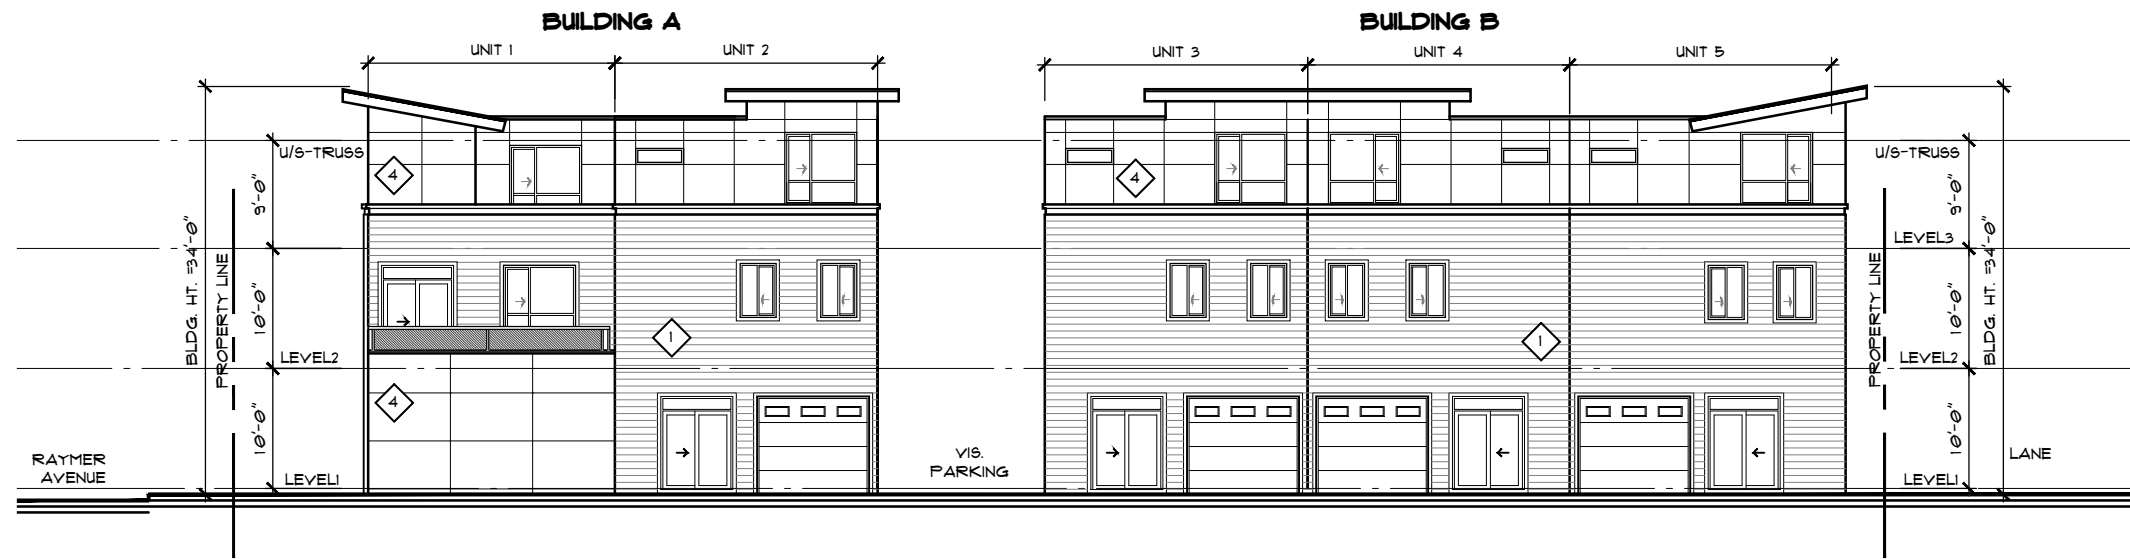 BUILDING A
BUILDING B
UNIT 1
UNIT 2
UNIT 3
UNIT 4
UNIT 5
U/S-TRUSS
U/S-TRUSS
4
4
9'-0"
9'-0"
BLDG. HT. =34'-0"
PROPERTY LINE
LEVEL3
PROPERTY LINE
BLDG. HT. =34'-0"
10'-0"
10'-0"
1
1
LEVEL2
LEVEL2
4
10'-0"
10'-0"
RAYMER
AVENUE
VIS.
PARKING
LANE
LEVEL1
LEVEL1